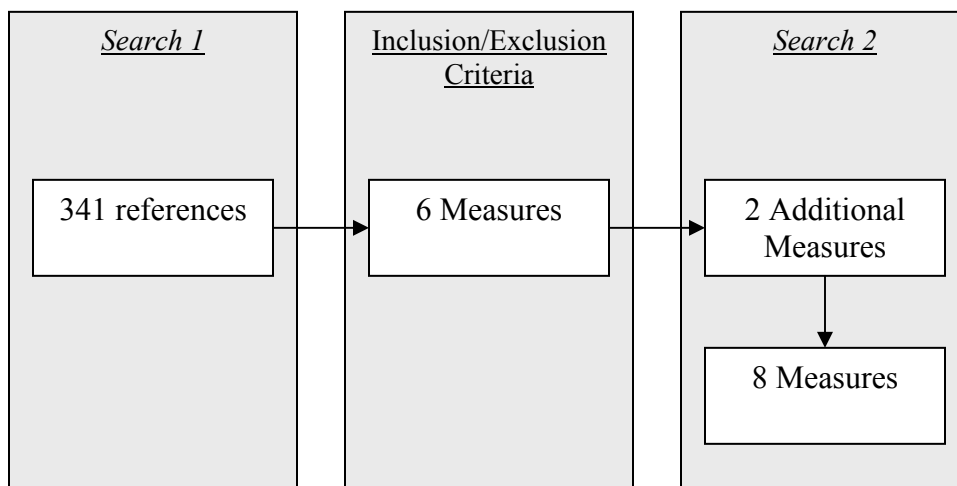 Search 1
341 references
Inclusion/Exclusion
Criteria
6 Measures
Search 2
2 Additional
Measures
8 Measures